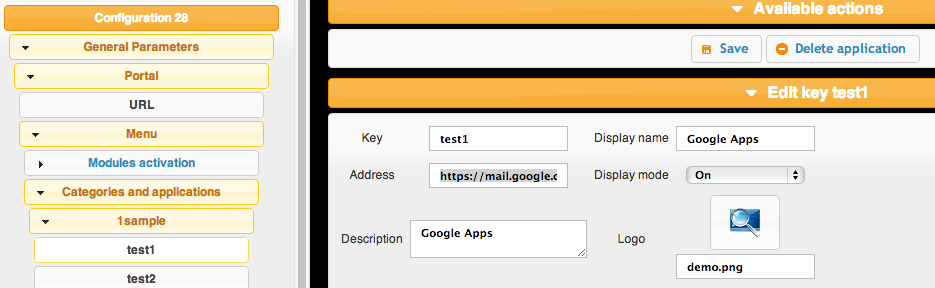 Configuration 28
General Parameters
Portal
URL
Menu
Modules activation
Categories and applications
1sample
test1
test2
Available actions
Save Delete application
Edit key test1
Key test1 Display name Google Apps
Address https://mail.google.c Display mode On
Description Google Apps Logo
demo.png